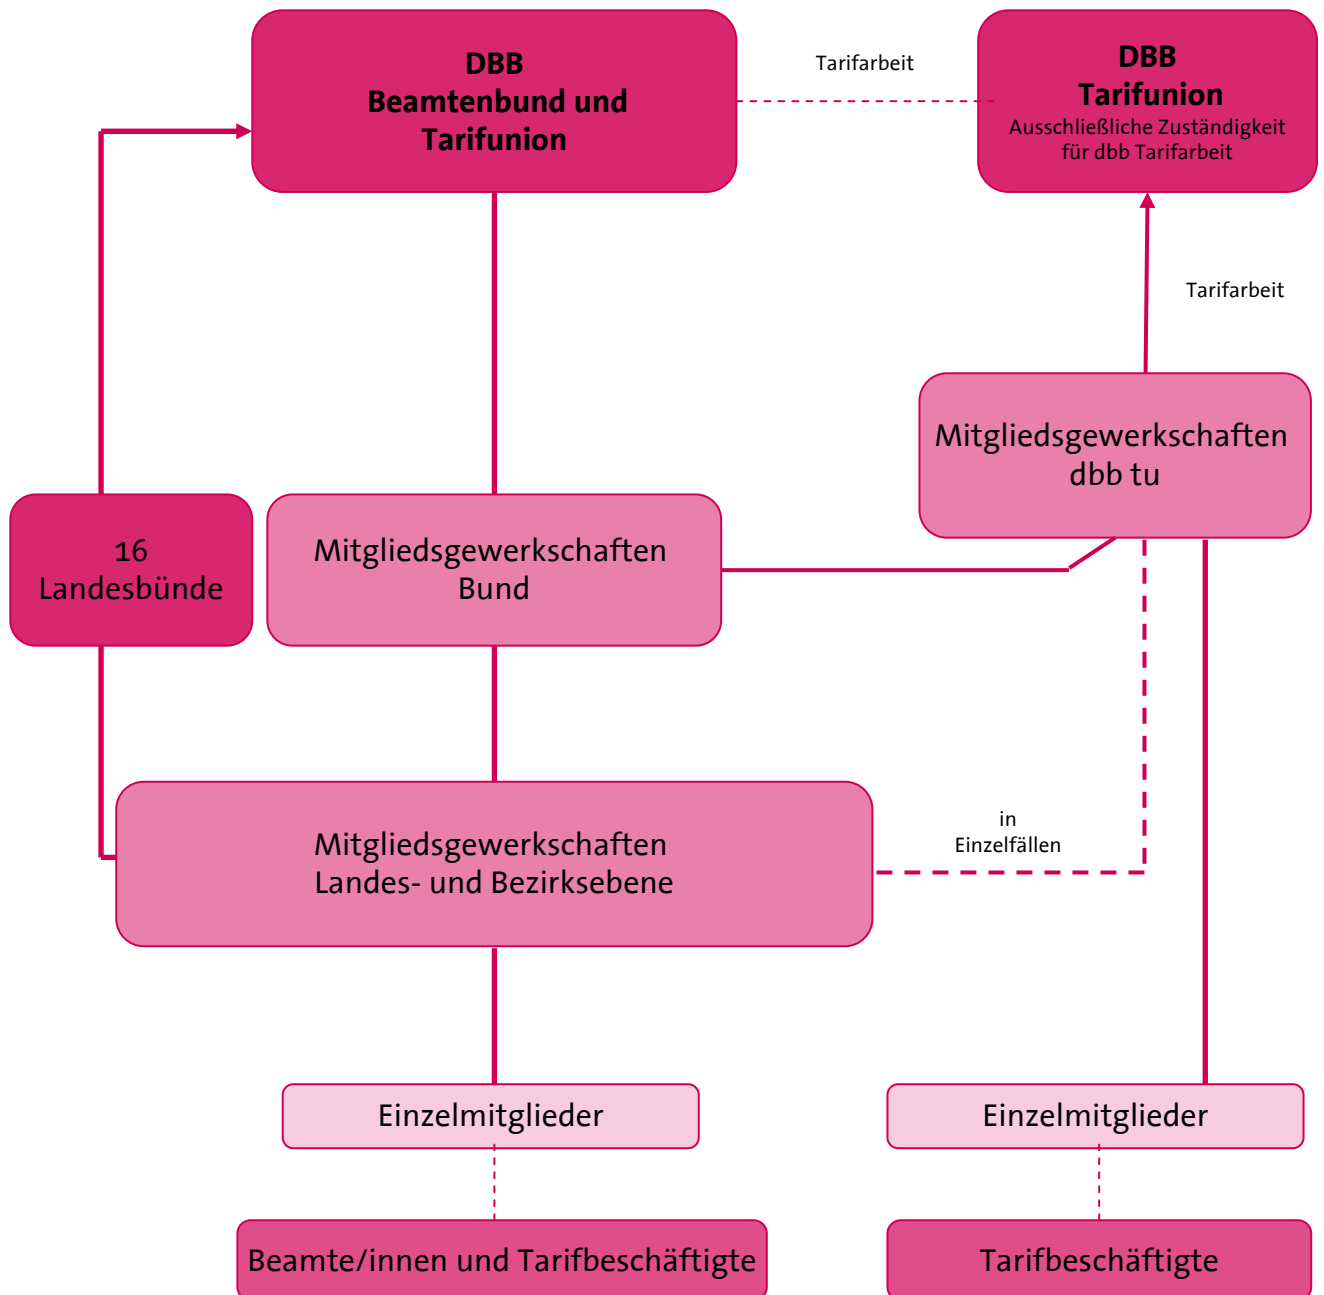 DBB
Beamtenbund und
Tarifunion
Tarifarbeit
DBB
Tarifunion
Ausschließliche Zuständigkeit
für dbb Tarifarbeit
Tarifarbeit
Mitgliedsgewerkschaften
dbb tu
16
Landesbünde
Mitgliedsgewerkschaften
Bund
Mitgliedsgewerkschaften
Landes- und Bezirksebene
in
Einzelfällen
Einzelmitglieder
Einzelmitglieder
Beamte/innen und Tarifbeschäftigte
Tarifbeschäftigte